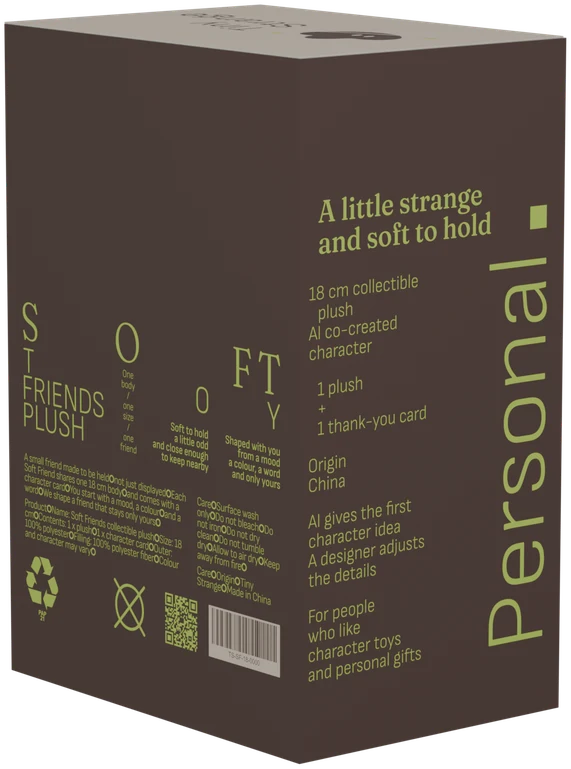 S O FT
T O Y
FRIENDS
PLUSH
One
body
/
one
size
/
one
friend
Soft to hold
a little odd
and close enough
to keep nearby
Shaped with you
from a mood
a colour, a word
and only yours
A small friend made to be held●not just displayed●Each
Soft Friend shares one 18 cm body●and comes with a
character card●You start with a mood, a colour●and a
word●We shape a friend that stays only yours●
Product●Name: Soft Friends collectible plush●Size: 18
cm●Contents: 1 x plush●1 x character card●Outer:
100% polyester●Filling: 100% polyester fiber●Colour
and character may vary●
Care●Surface wash
only●Do not bleach●Do
not iron●Do not dry
clean●Do not tumble
dry●Allow to air dry●Keep
away from fire●
Care●Origin●Tiny
Strange●Made in China
PAP
21
A little strange
and soft to hold
18 cm collectible
plush
AI co-created
character
1 plush
+
1 thank-you card
Origin
China
AI gives the first
character idea
A designer adjusts
the details
For people
who like
character toys
and personal gifts
Personal